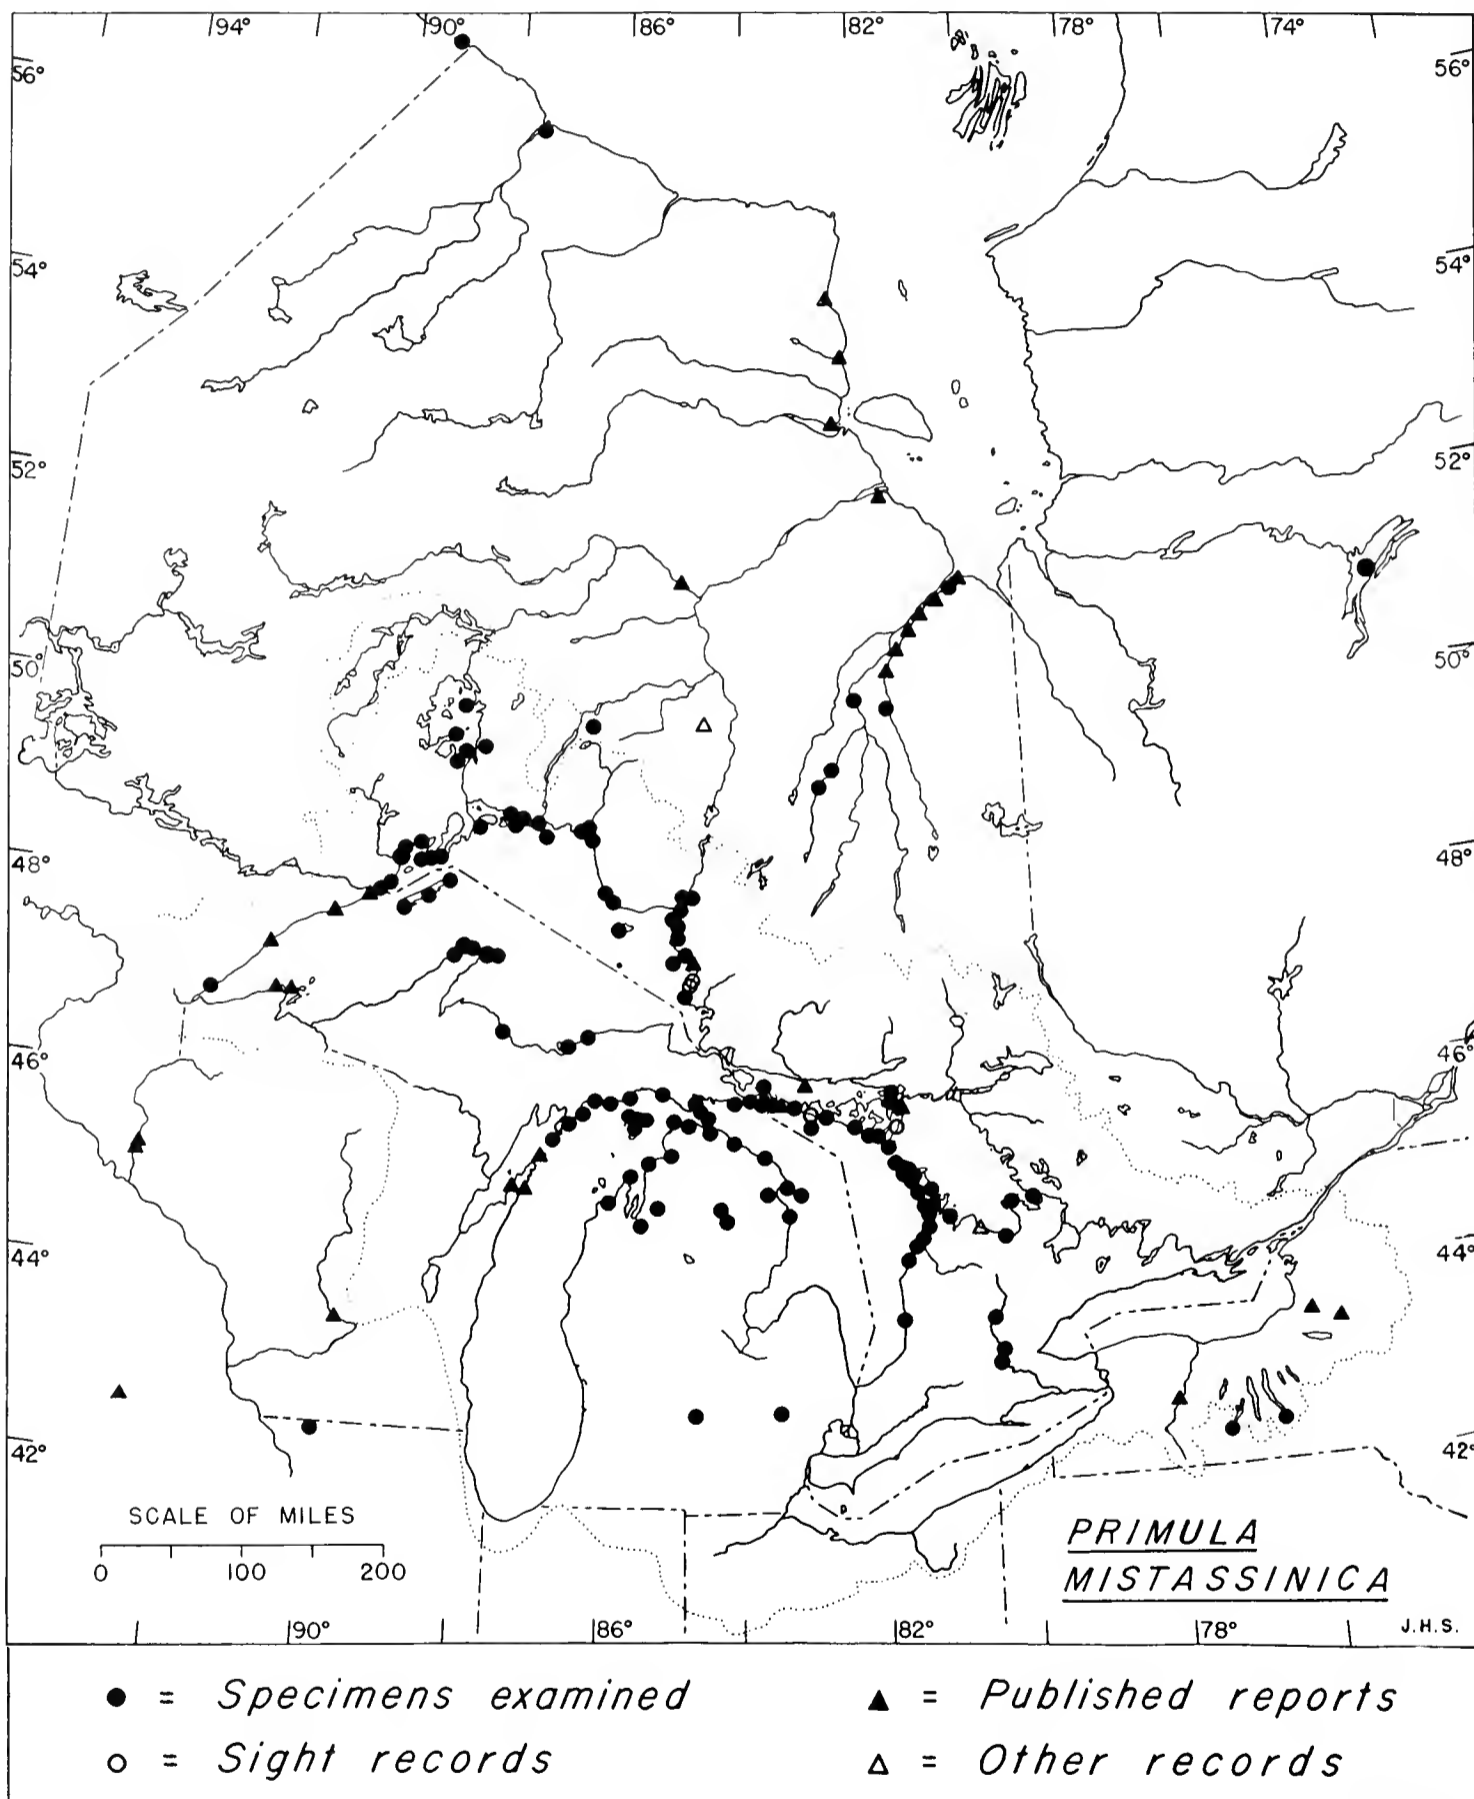 94° 90° 86° 82° 78° 74°
56° 56°
54° 54°
52° 52°
50° 50°
48° 48°
46° 46°
44° 44°
42° 42°
SCALE OF MILES
0 100 200
PRIMULA
MISTASSINICA
90° 86° 82° 78° J.H.S.
● = Specimens examined ▲ = Published reports
○ = Sight records △ = Other records